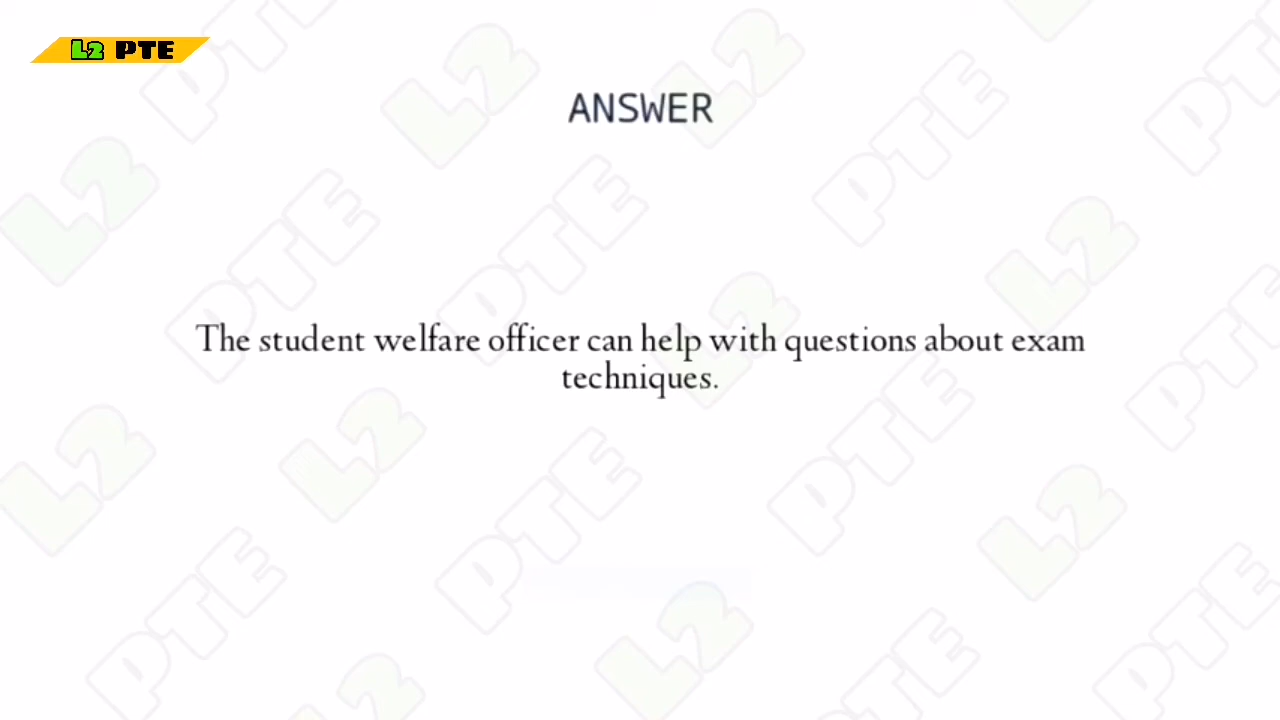 L2 PTE
ANSWER
The student welfare officer can help with questions about exam
techniques.